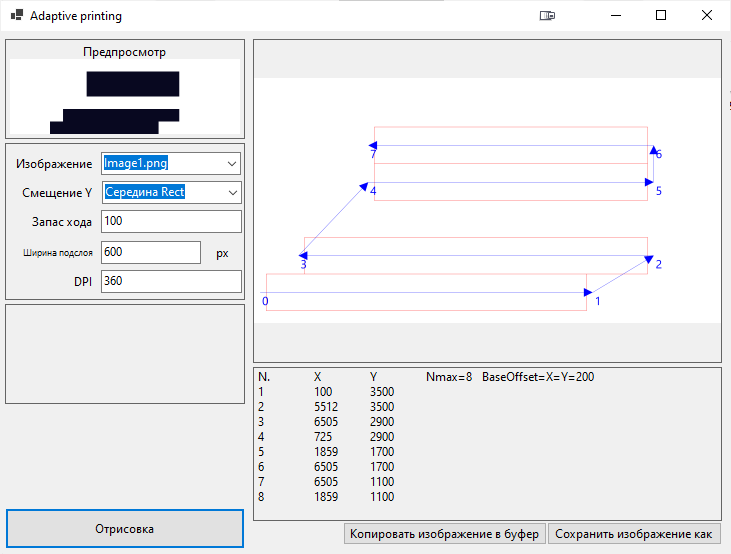 Adaptive printing
Предпросмотр
Изображение Image1.png
Смещение Y Середина Rect
Запас хода 100
Ширина подслоя 600 px
DPI 360
Отрисовка
7 6
4 5
3 2
0 1
N. X Y Nmax=8 BaseOffset=X=Y=200
1 100 3500
2 5512 3500
3 6505 2900
4 725 2900
5 1859 1700
6 6505 1700
7 6505 1100
8 1859 1100
Копировать изображение в буфер Сохранить изображение как